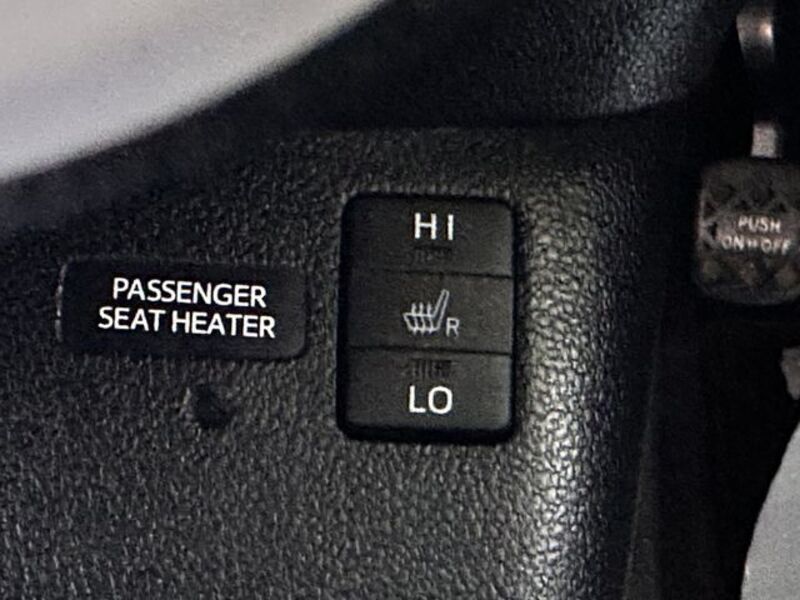 PASSENGER
SEAT HEATER
HI
R
LO
PUSH
ON OFF